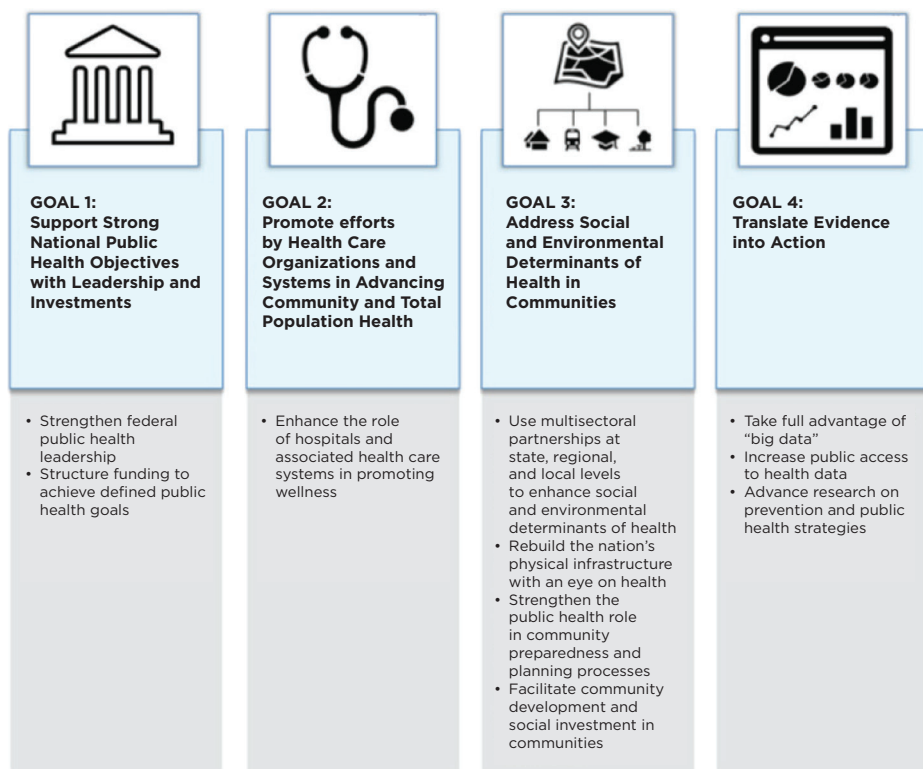 GOAL 1:
Support Strong
National Public
Health Objectives
with Leadership and
Investments
• Strengthen federal
public health
leadership
• Structure funding to
achieve defined public
health goals
GOAL 2:
Promote efforts
by Health Care
Organizations and
Systems in Advancing
Community and Total
Population Health
• Enhance the role
of hospitals and
associated health care
systems in promoting
wellness
GOAL 3:
Address Social
and Environmental
Determinants of
Health in
Communities
• Use multisectoral
partnerships at
state, regional,
and local levels
to enhance social
and environmental
determinants of health
• Rebuild the nation’s
physical infrastructure
with an eye on health
• Strengthen the
public health role
in community
preparedness and
planning processes
• Facilitate community
development and
social investment in
communities
GOAL 4:
Translate Evidence
into Action
• Take full advantage of
“big data”
• Increase public access
to health data
• Advance research on
prevention and public
health strategies